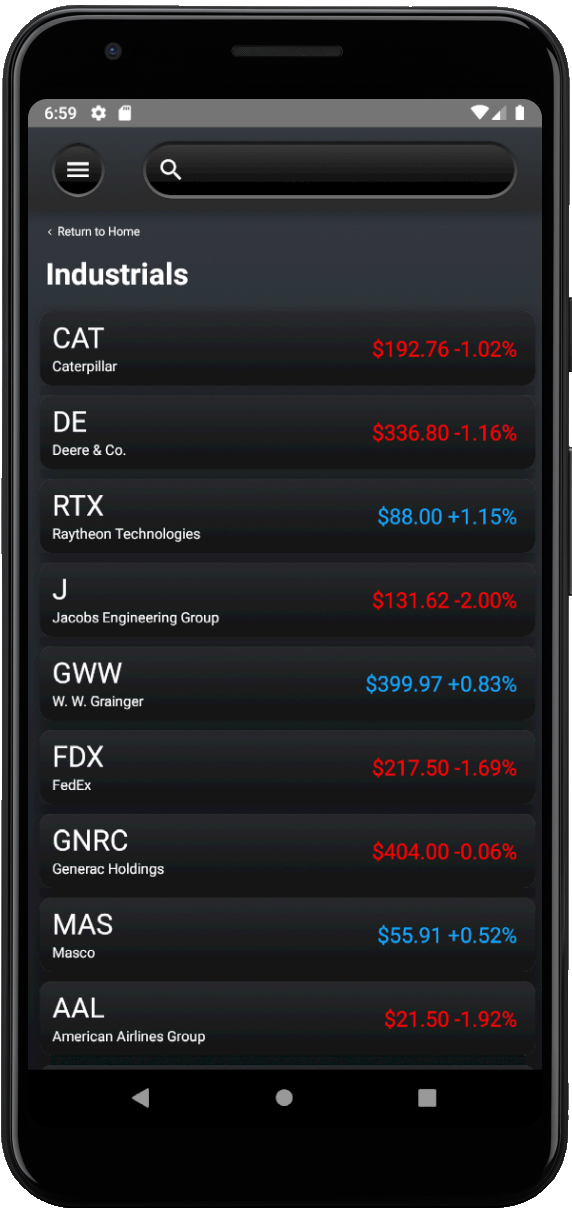 6:59
< Return to Home
Industrials
CAT
$192.76 -1.02%
Caterpillar
DE
$336.80 -1.16%
Deere & Co.
RTX
$88.00 +1.15%
Raytheon Technologies
J
$131.62 -2.00%
Jacobs Engineering Group
GWW
$399.97 +0.83%
W. W. Grainger
FDX
$217.50 -1.69%
FedEx
GNRC
$404.00 -0.06%
Generac Holdings
MAS
$55.91 +0.52%
Masco
AAL
$21.50 -1.92%
American Airlines Group